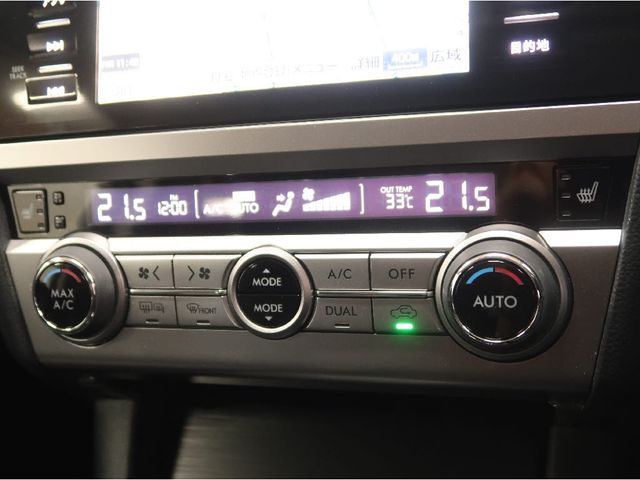 SEEK
TRACK
目的地
メニュー 詳細 400m 広域
21.5 PM 12:00 A/C AUTO OUT TEMP 33℃ 21.5
MAX A/C
MODE
MODE
A/C
OFF
FRONT
DUAL
AUTO